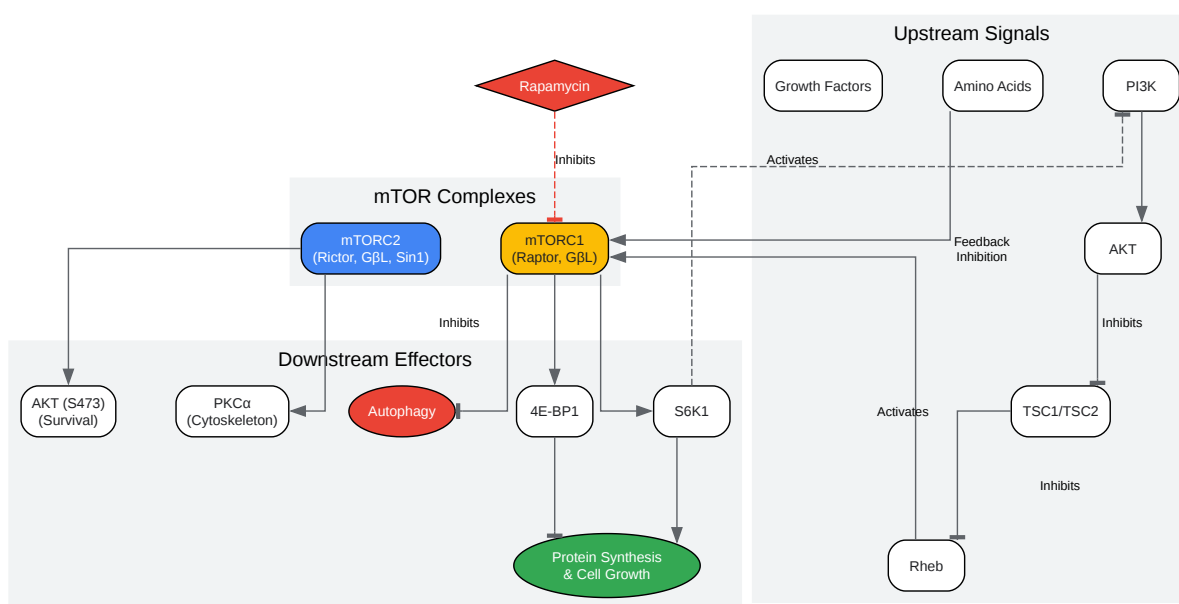 Upstream Signals
Growth Factors
Amino Acids
PI3K
Rapamycin
Inhibits
Activates
mTOR Complexes
mTORC2
(Rictor, GβL, Sin1)
mTORC1
(Raptor, GβL)
Feedback
Inhibition
AKT
Inhibits
Inhibits
Downstream Effectors
AKT (S473)
(Survival)
PKCα
(Cytoskeleton)
Autophagy
4E-BP1
S6K1
Activates
TSC1/TSC2
Inhibits
Protein Synthesis
& Cell Growth
Rheb